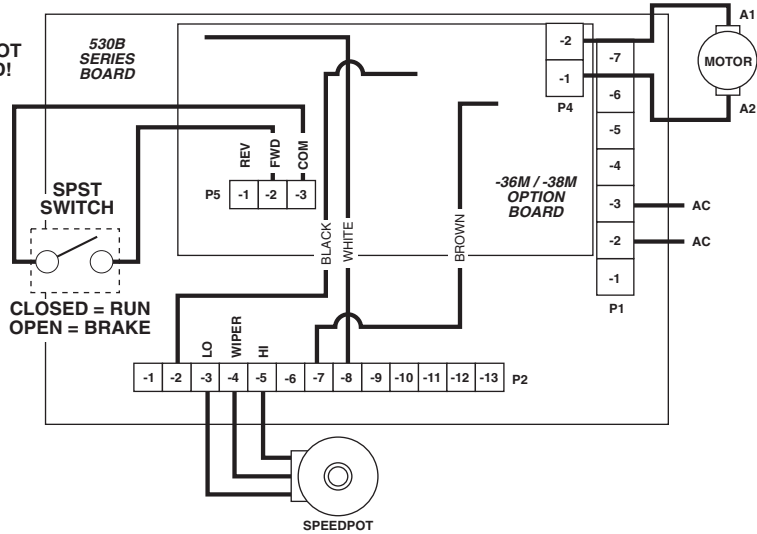 OT
D!
530B
SERIES
BOARD
-2
-1
P4
-7
-6
-5
-4
-3
-2
-1
P1
A1
MOTOR
A2
AC
AC
REV
FWD
COM
P5
-1 -2 -3
-36M / -38M
OPTION
BOARD
SPST
SWITCH
CLOSED = RUN
OPEN = BRAKE
BLACK
WHITE
BROWN
LO
WIPER
HI
-1 -2 -3 -4 -5 -6 -7 -8 -9 -10 -11 -12 -13 P2
SPEEDPOT